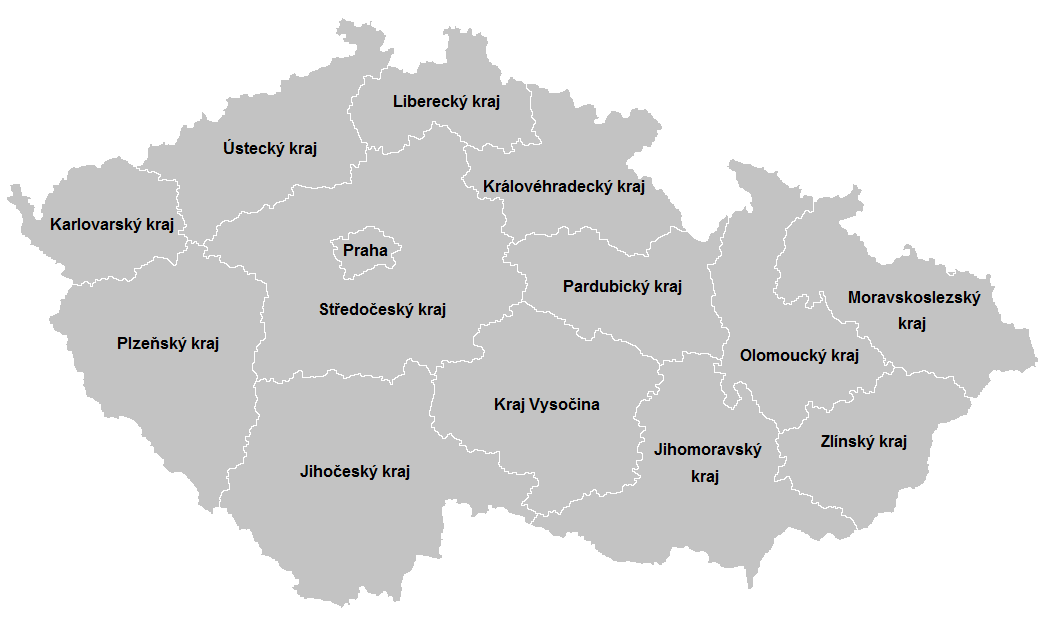 Liberecký kraj
Ústecký kraj
Královéhradecký kraj
Karlovarský kraj
Praha
Pardubický kraj
Středočeský kraj
Moravskoslezský
kraj
Plzeňský kraj
Olomoucký kraj
Kraj Vysočina
Zlínský kraj
Jihomoravský
kraj
Jihočeský kraj